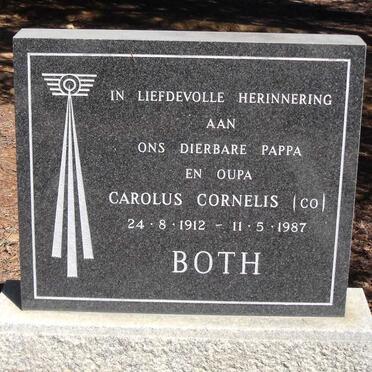 IN LIEFDEVOLLE HERINNERING
AAN
ONS DIERBARE PAPPA
EN OUPA
CAROLUS CORNELIS (CO)
24 · 8 · 1912 - 11 · 5 · 1987
BOTH